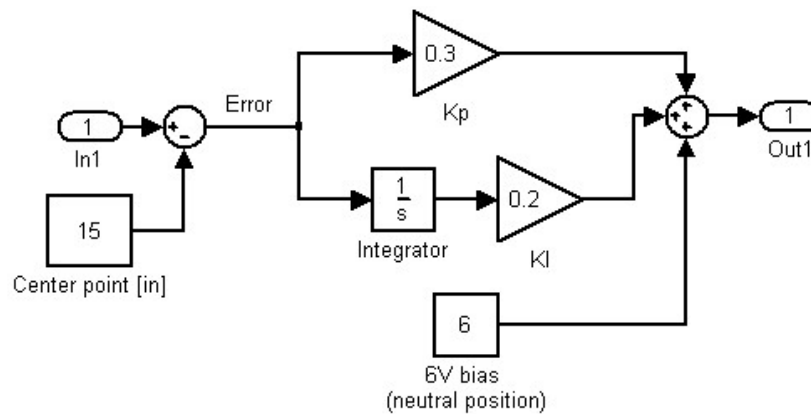 0.3
Kp
Error
1
In1
+
-
15
Center point [in]
1
s
Integrator
0.2
KI
+
+
+
1
Out1
6
6V bias
(neutral position)